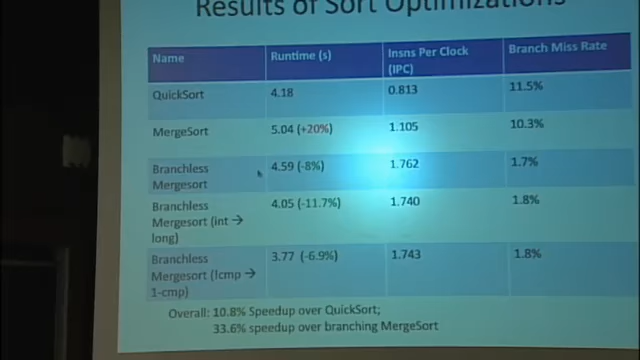 Results of Sort Optimizations
Name Runtime (s) Insns Per Clock (IPC) Branch Miss Rate
QuickSort 4.18 0.813 11.5%
MergeSort 5.04 (+20%) 1.105 10.3%
Branchless Mergesort 4.59 (-8%) 1.762 1.7%
Branchless Mergesort (int → long) 4.05 (-11.7%) 1.740 1.8%
Branchless Mergesort (!cmp → 1-cmp) 3.77 (-6.9%) 1.743 1.8%
Overall: 10.8% Speedup over QuickSort;
33.6% speedup over branching MergeSort